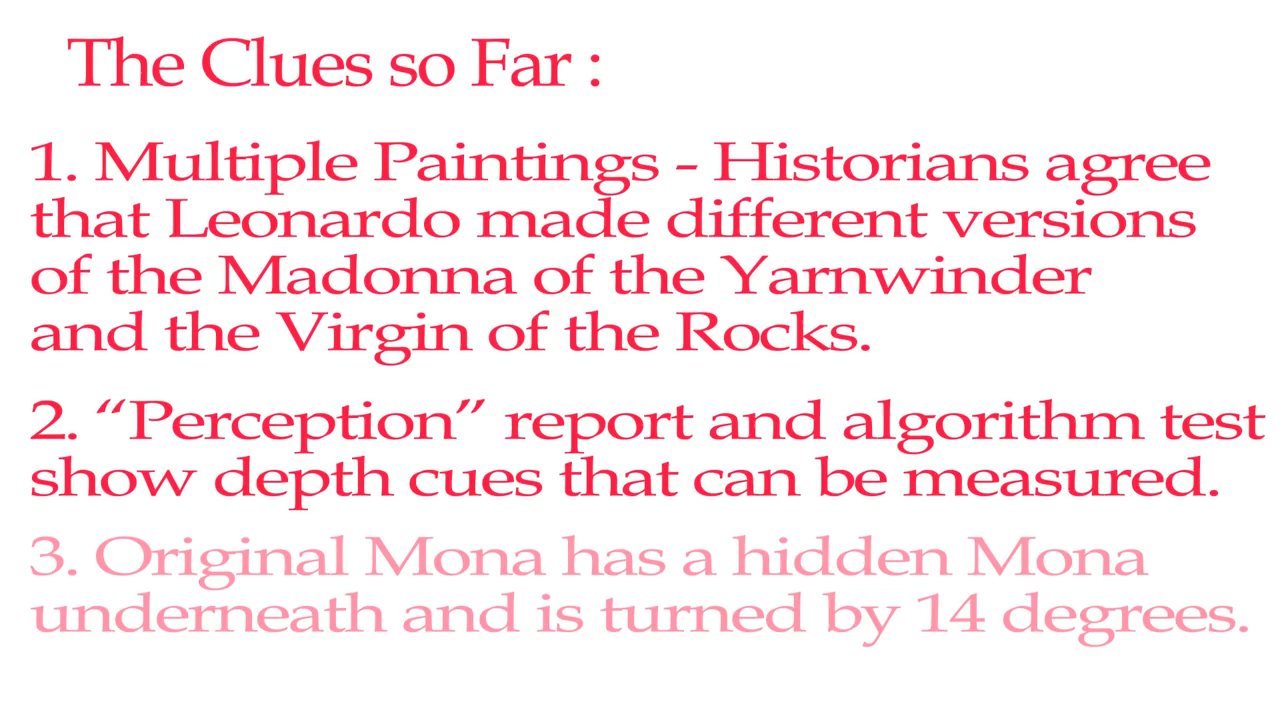 The Clues so Far :
1. Multiple Paintings - Historians agree
that Leonardo made different versions
of the Madonna of the Yarnwinder
and the Virgin of the Rocks.
2. “Perception” report and algorithm test
show depth cues that can be measured.
3. Original Mona has a hidden Mona
underneath and is turned by 14 degrees.